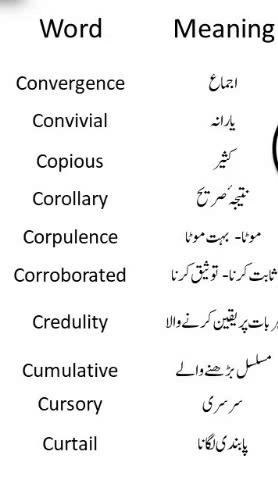 Word Meaning
Convergence اجماع
Convivial یارانہ
Copious کثیر
Corollary نتیجۂ صریح
Corpulence موٹا- بہت موٹا
Corroborated ثابت کرنا- توثیق کرنا
Credulity ہر بات پر یقین کرنے والا
Cumulative مسلسل بڑھنے والے
Cursory سرسری
Curtail پابندی لگانا